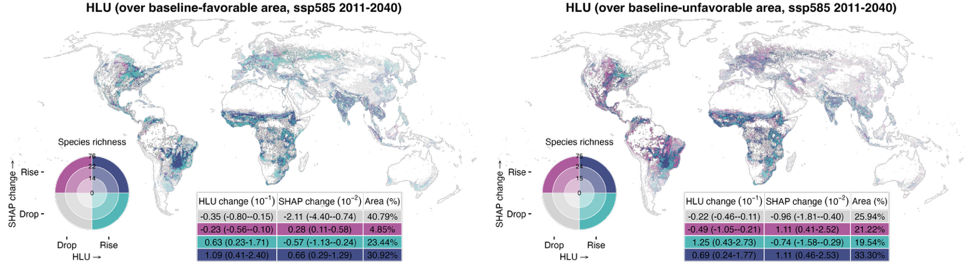 HLU (over baseline-favorable area, ssp585 2011-2040)
Species richness
26
22
14
0
SHAP change →
Rise
Drop
Drop Rise
HLU →
HLU change (10⁻¹) SHAP change (10⁻²) Area (%)
-0.35 (-0.80--0.15) -2.11 (-4.40--0.74) 40.79%
-0.23 (-0.56--0.10) 0.28 (0.11-0.58) 4.85%
0.63 (0.23-1.71) -0.57 (-1.13--0.24) 23.44%
1.09 (0.41-2.40) 0.66 (0.29-1.29) 30.92%
HLU (over baseline-unfavorable area, ssp585 2011-2040)
Species richness
22
14
0
SHAP change →
Rise
Drop
Drop Rise
HLU →
HLU change (10⁻¹) SHAP change (10⁻²) Area (%)
-0.22 (-0.46--0.11) -0.96 (-1.81--0.40) 25.94%
-0.49 (-1.05--0.21) 1.11 (0.41-2.52) 21.22%
1.25 (0.43-2.73) -0.74 (-1.58--0.29) 19.54%
0.69 (0.24-1.77) 1.11 (0.46-2.53) 33.30%